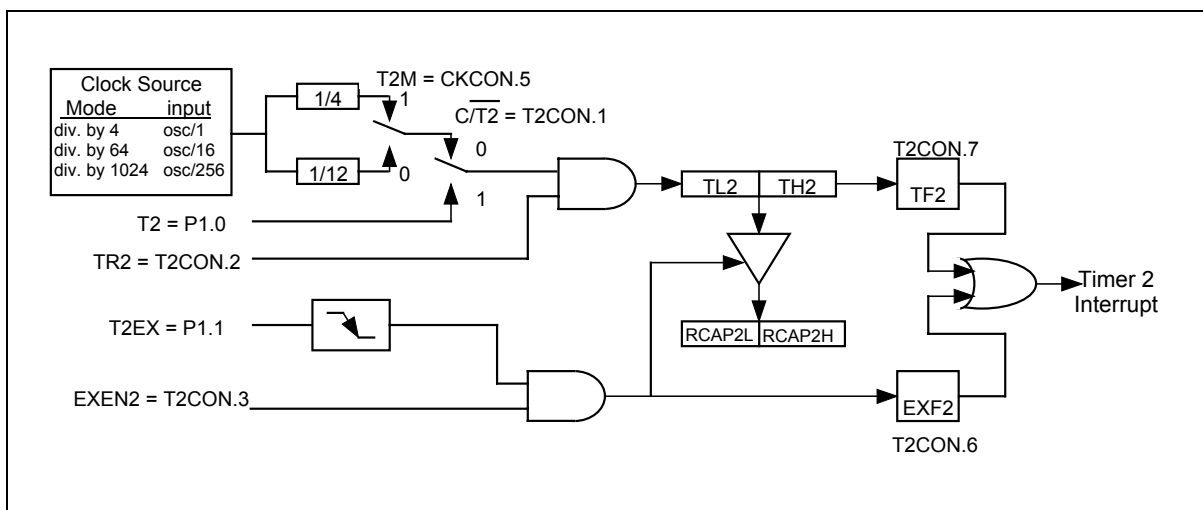 Clock Source
Mode input
div. by 4 osc/1
div. by 64 osc/16
div. by 1024 osc/256
1/4
1/12
T2M = CKCON.5
1
0
C/T2 = T2CON.1
0
1
T2 = P1.0
TR2 = T2CON.2
TL2 TH2
T2CON.7
TF2
T2EX = P1.1
EXEN2 = T2CON.3
RCAP2L RCAP2H
EXF2
T2CON.6
Timer 2
Interrupt